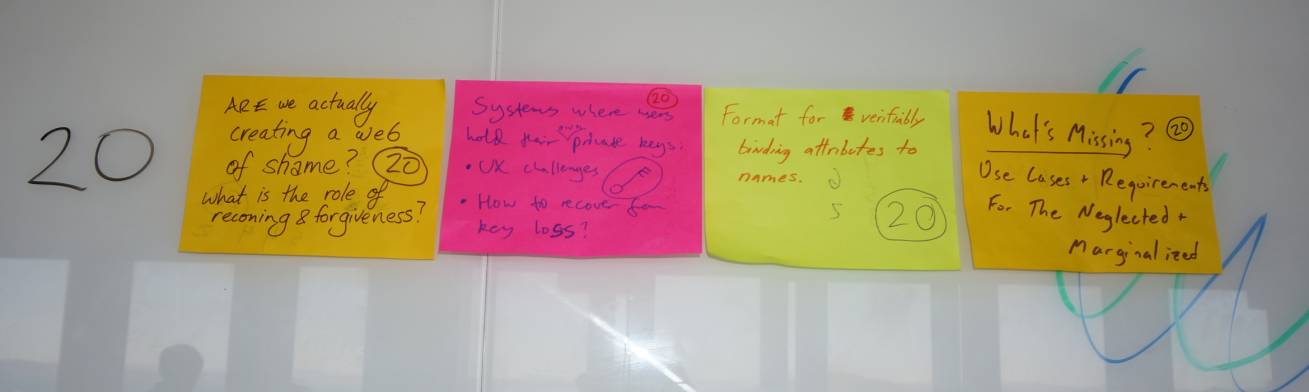 20
ARE we actually
creating a web
of shame? 20
what is the role of
reconing & forgiveness?
20
Systems where users
hold their own private keys.
• UX challenges
• How to recover from
key loss?
Format for verifiably
binding attributes to
names.
20
What's Missing? 20
Use Cases + Requirements
For The Neglected +
Marginalized